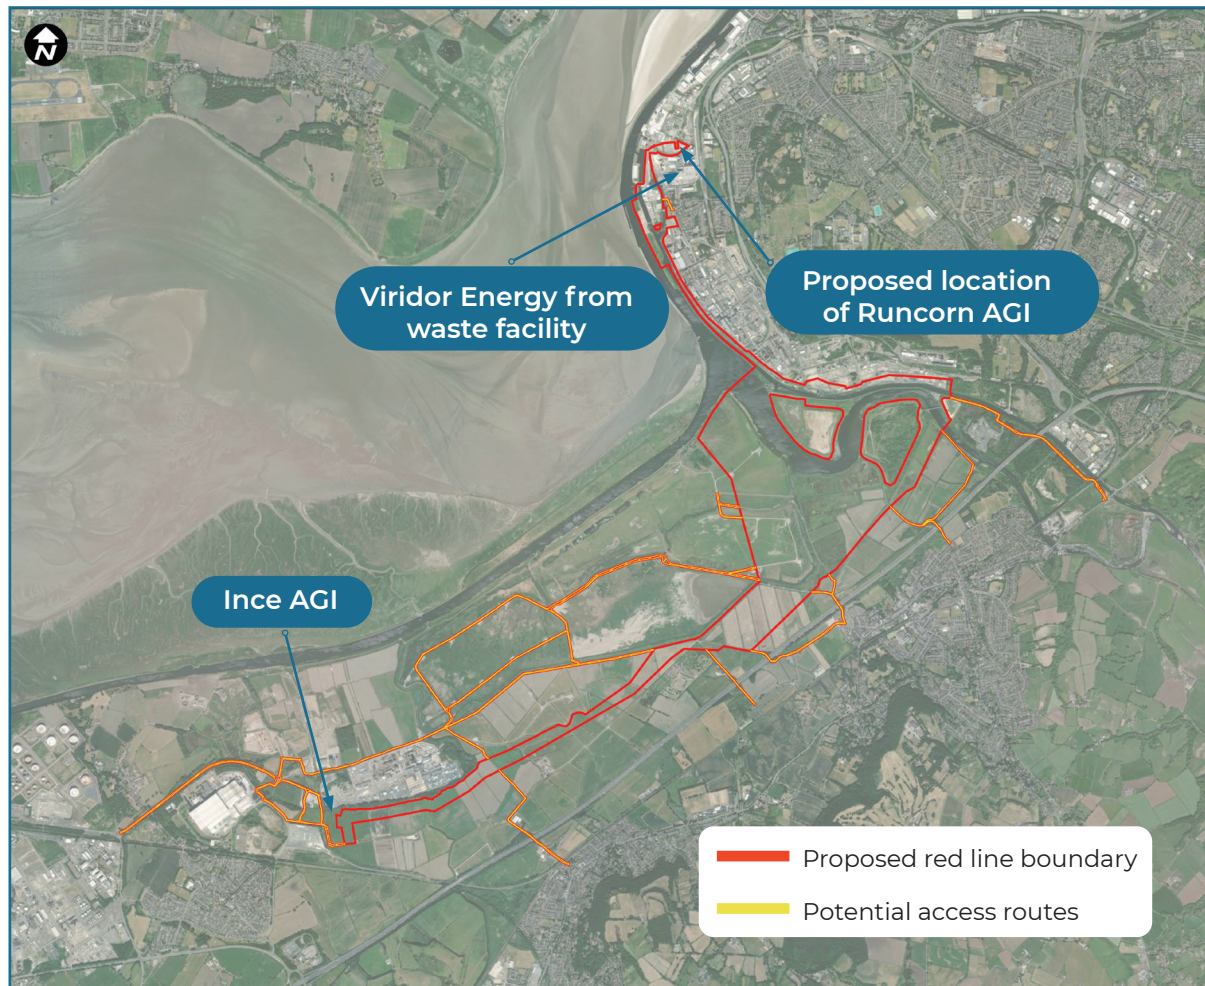 N
Viridor Energy from
waste facility
Proposed location
of Runcorn AGI
Ince AGI
Proposed red line boundary
Potential access routes